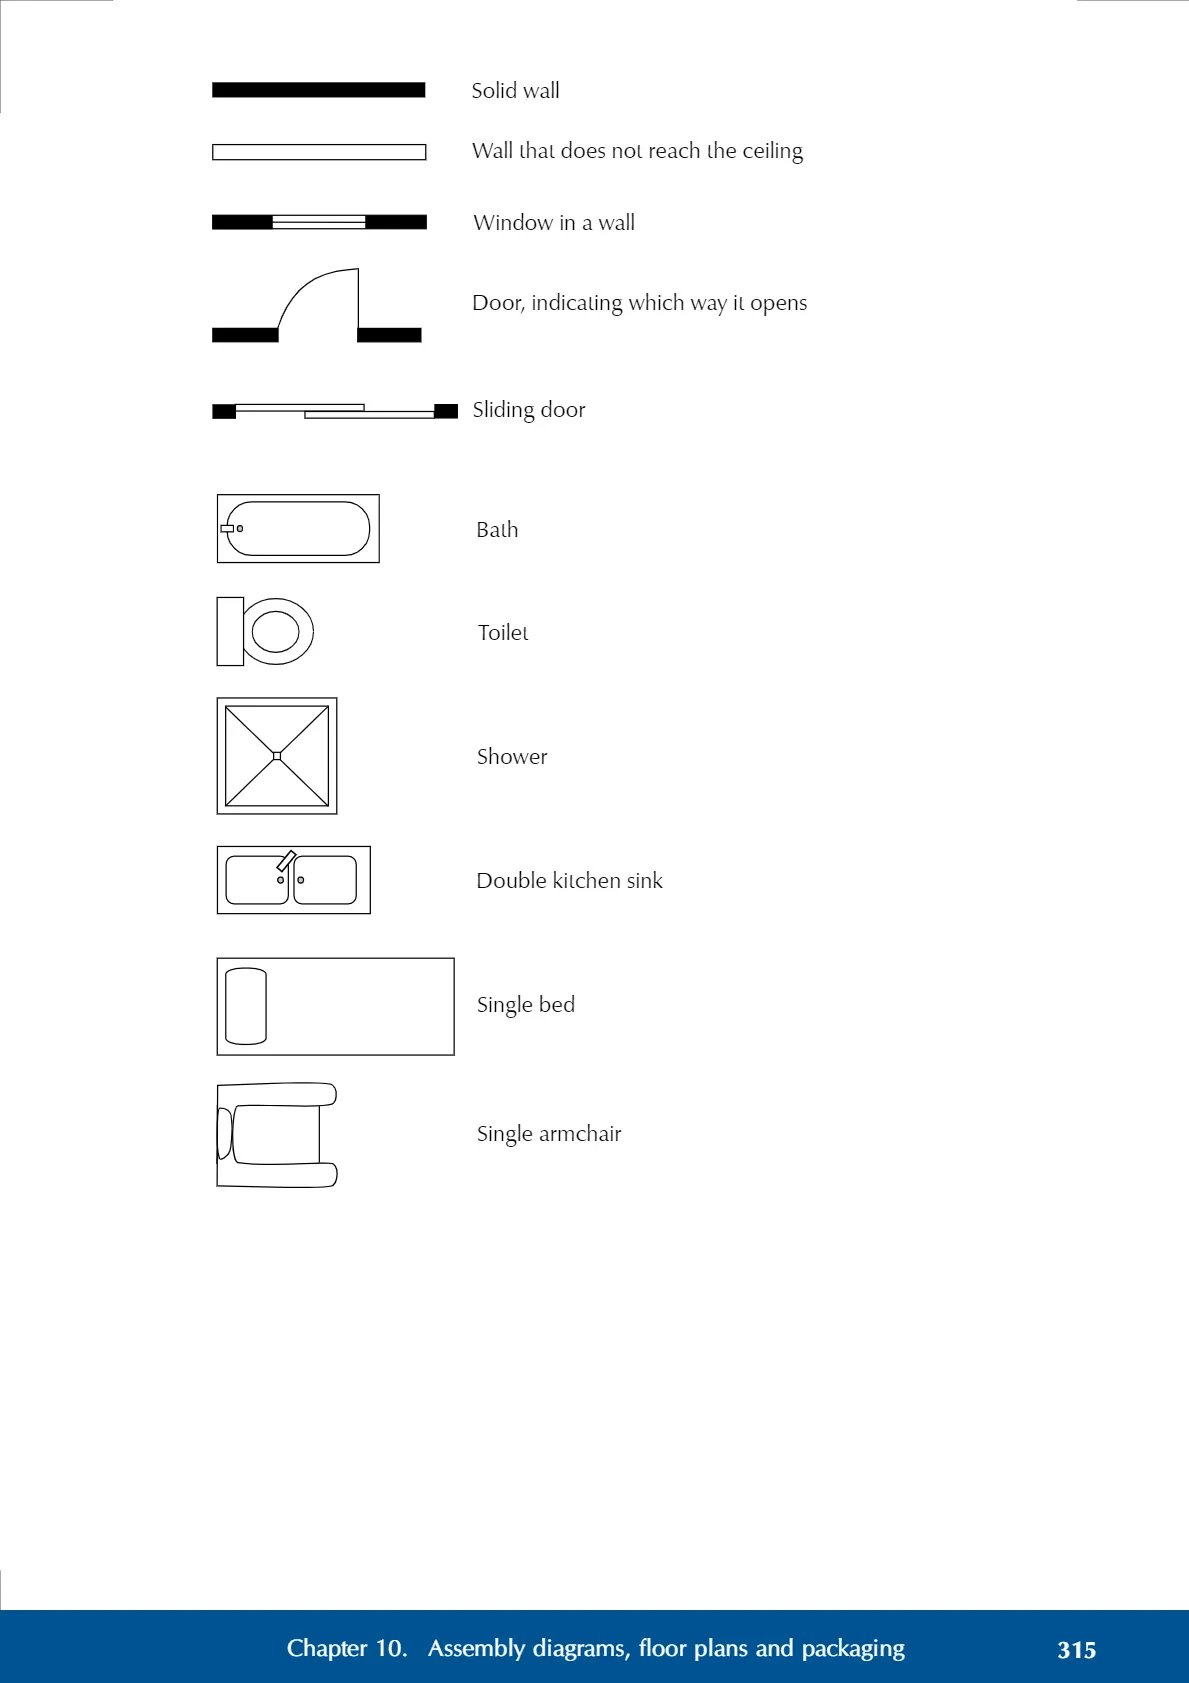 Solid wall
Wall that does not reach the ceiling
Window in a wall
Door, indicating which way it opens
Sliding door
Bath
Toilet
Shower
Double kitchen sink
Single bed
Single armchair
Chapter 10. Assembly diagrams, floor plans and packaging 315